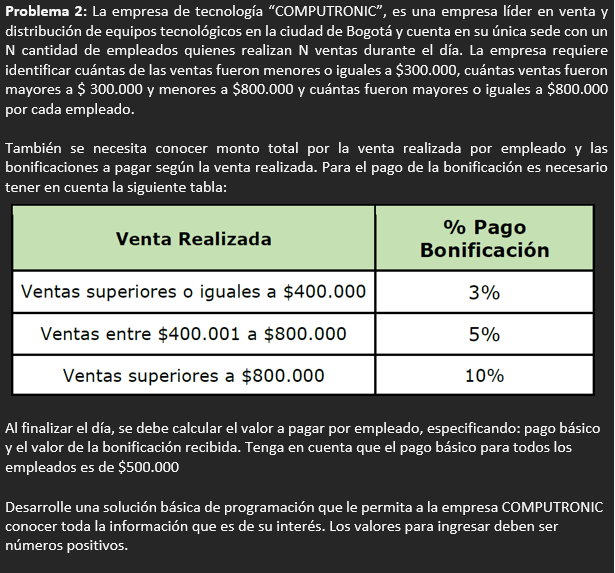 Problema 2: La empresa de tecnología “COMPUTRONIC”, es una empresa líder en venta y
distribución de equipos tecnológicos en la ciudad de Bogotá y cuenta en su única sede con un
N cantidad de empleados quienes realizan N ventas durante el día. La empresa requiere
identificar cuántas de las ventas fueron menores o iguales a $300.000, cuántas ventas fueron
mayores a $ 300.000 y menores a $800.000 y cuántas fueron mayores o iguales a $800.000
por cada empleado.
También se necesita conocer monto total por la venta realizada por empleado y las
bonificaciones a pagar según la venta realizada. Para el pago de la bonificación es necesario
tener en cuenta la siguiente tabla:
Venta Realizada
% Pago
Bonificación
Ventas superiores o iguales a $400.000
3%
Ventas entre $400.001 a $800.000
5%
Ventas superiores a $800.000
10%
Al finalizar el día, se debe calcular el valor a pagar por empleado, especificando: pago básico
y el valor de la bonificación recibida. Tenga en cuenta que el pago básico para todos los
empleados es de $500.000
Desarrolle una solución básica de programación que le permita a la empresa COMPUTRONIC
conocer toda la información que es de su interés. Los valores para ingresar deben ser
números positivos.